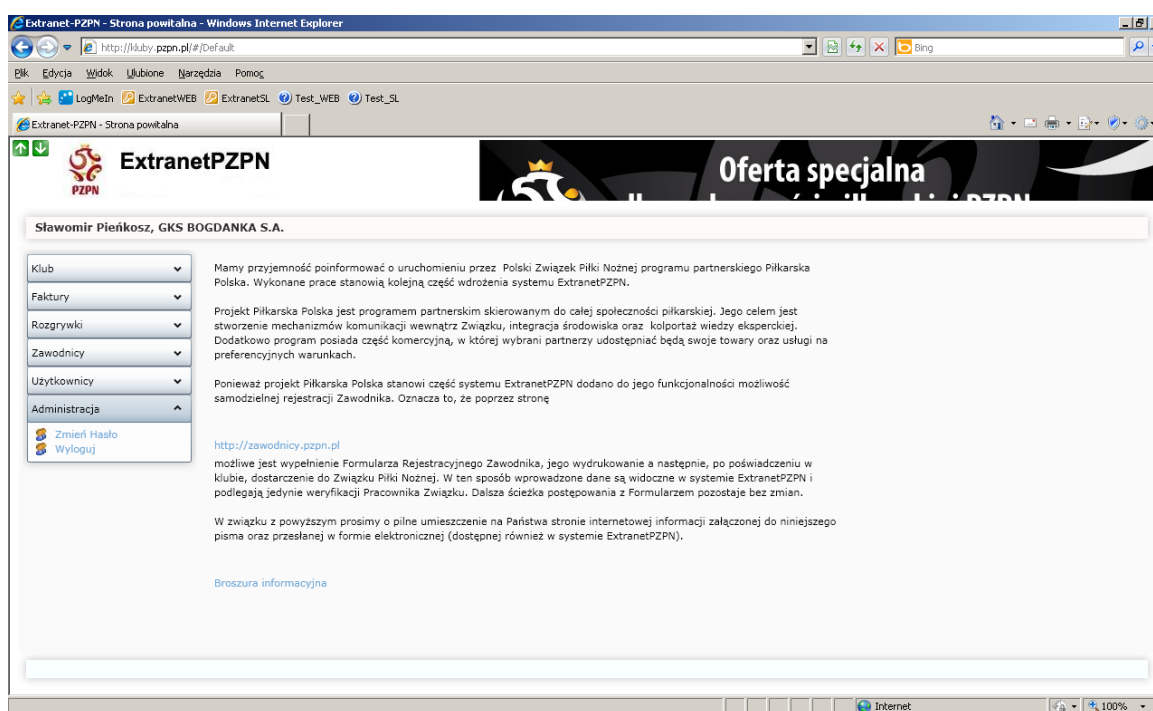 Extranet-PZPN - Strona powitalna - Windows Internet Explorer
http://kluby.pzpn.pl/#/Default
Bing
Plik Edycja Widok Ulubione Narzędzia Pomoc
LogMeIn ExtranetWEB ExtranetSL Test_WEB Test_SL
Extranet-PZPN - Strona powitalna
PZPN
ExtranetPZPN
Oferta specjalna
Sławomir Pieńkosz, GKS BOGDANKA S.A.
Klub
Faktury
Rozgrywki
Zawodnicy
Użytkownicy
Administracja
Zmień Hasło
Wyloguj
Mamy przyjemność poinformować o uruchomieniu przez Polski Związek Piłki Nożnej programu partnerskiego Piłkarska
Polska. Wykonane prace stanowią kolejną część wdrożenia systemu ExtranetPZPN.
Projekt Piłkarska Polska jest programem partnerskim skierowanym do całej społeczności piłkarskiej. Jego celem jest
stworzenie mechanizmów komunikacji wewnątrz Związku, integracja środowiska oraz kolportaż wiedzy eksperckiej.
Dodatkowo program posiada część komercyjną, w której wybrani partnerzy udostępniać będą swoje towary oraz usługi na
preferencyjnych warunkach.
Ponieważ projekt Piłkarska Polska stanowi część systemu ExtranetPZPN dodano do jego funkcjonalności możliwość
samodzielnej rejestracji Zawodnika. Oznacza to, że poprzez stronę
http://zawodnicy.pzpn.pl
możliwe jest wypełnienie Formularza Rejestracyjnego Zawodnika, jego wydrukowanie a następnie, po poświadczeniu w
klubie, dostarczenie do Związku Piłki Nożnej. W ten sposób wprowadzone dane są widoczne w systemie ExtranetPZPN i
podlegają jedynie weryfikacji Pracownika Związku. Dalsza ścieżka postępowania z Formularzem pozostaje bez zmian.
W związku z powyższym prosimy o pilne umieszczenie na Państwa stronie internetowej informacji załączonej do niniejszego
pisma oraz przesłanej w formie elektronicznej (dostępnej również w systemie ExtranetPZPN).
Broszura informacyjna
Internet
100%